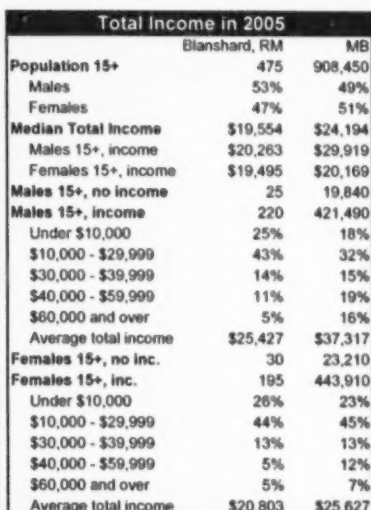 Total Income in 2005
Blanshard, RM MB
Population 15+ 475 908,450
Males 53% 49%
Females 47% 51%
Median Total Income $19,554 $24,194
Males 15+, income $20,263 $29,919
Females 15+, income $19,495 $20,169
Males 15+, no income 25 19,840
Males 15+, income 220 421,490
Under $10,000 25% 18%
$10,000 - $29,999 43% 32%
$30,000 - $39,999 14% 15%
$40,000 - $59,999 11% 19%
$60,000 and over 5% 16%
Average total income $25,427 $37,317
Females 15+, no inc. 30 23,210
Females 15+, inc. 195 443,910
Under $10,000 26% 23%
$10,000 - $29,999 44% 45%
$30,000 - $39,999 13% 13%
$40,000 - $59,999 5% 12%
$60,000 and over 5% 7%
Average total income $20,803 $25,627